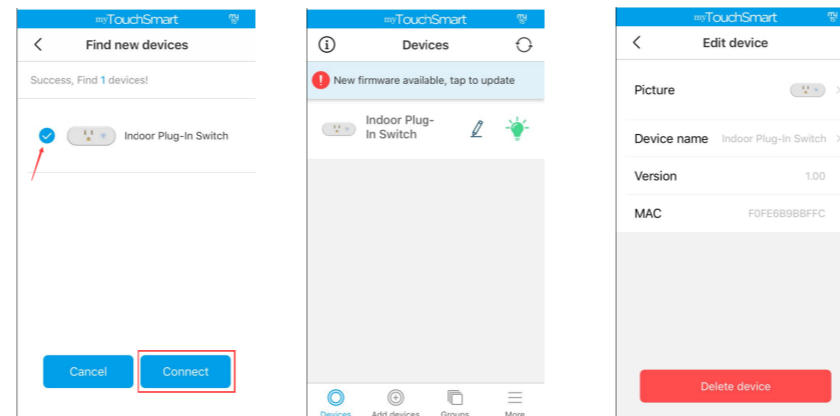 myTouchSmart
Find new devices
Success, Find 1 devices!
Indoor Plug-In Switch
Cancel
Connect
myTouchSmart
Devices
New firmware available, tap to update
Indoor Plug-
In Switch
Devices
Add devices
Groups
More
myTouchSmart
Edit device
Picture
Device name Indoor Plug-In Switch
Version 1.00
MAC F0FE6B9BBFFC
Delete device